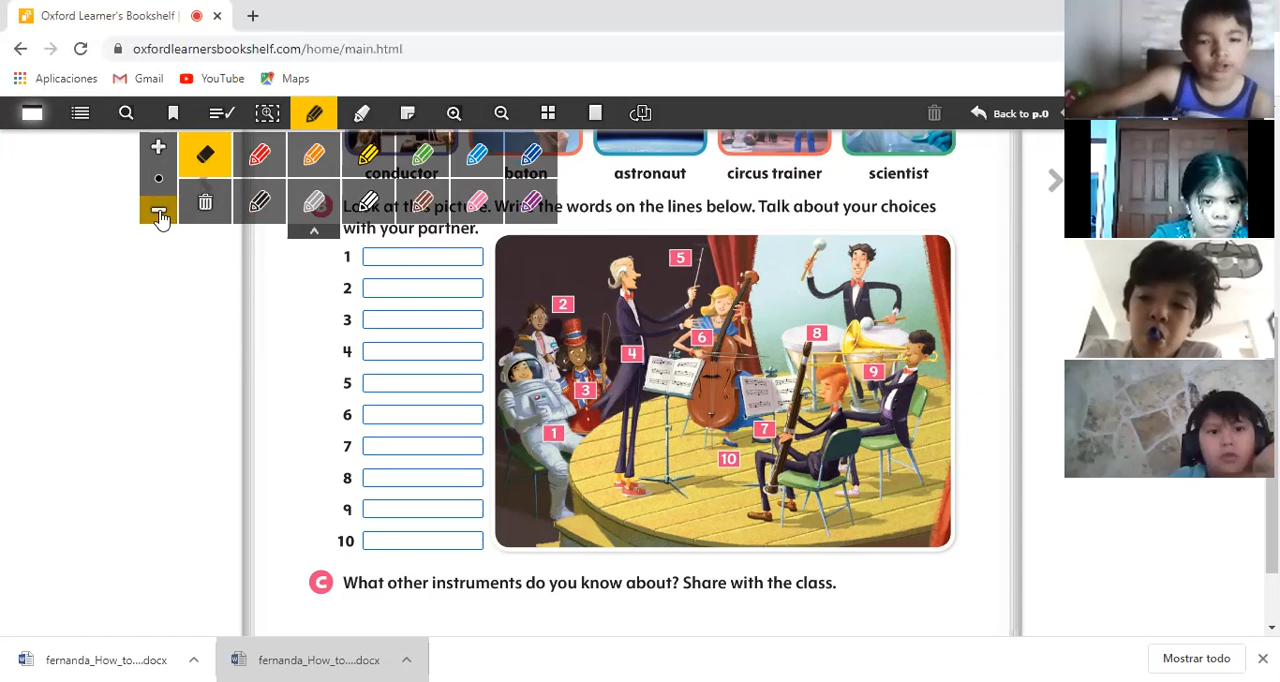 Oxford Learner's Bookshelf |
oxfordlearnersbookshelf.com/home/main.html
Aplicaciones
Gmail
YouTube
Maps
Back to p.0
conductor
baton
astronaut
circus trainer
scientist
Look at this picture. Write the words on the lines below. Talk about your choices
with your partner.
1
2
3
4
5
6
7
8
9
10
5
2
8
6
4
9
3
7
1
10
C What other instruments do you know about? Share with the class.
fernanda_How_to....docx
fernanda_How_to....docx
Mostrar todo